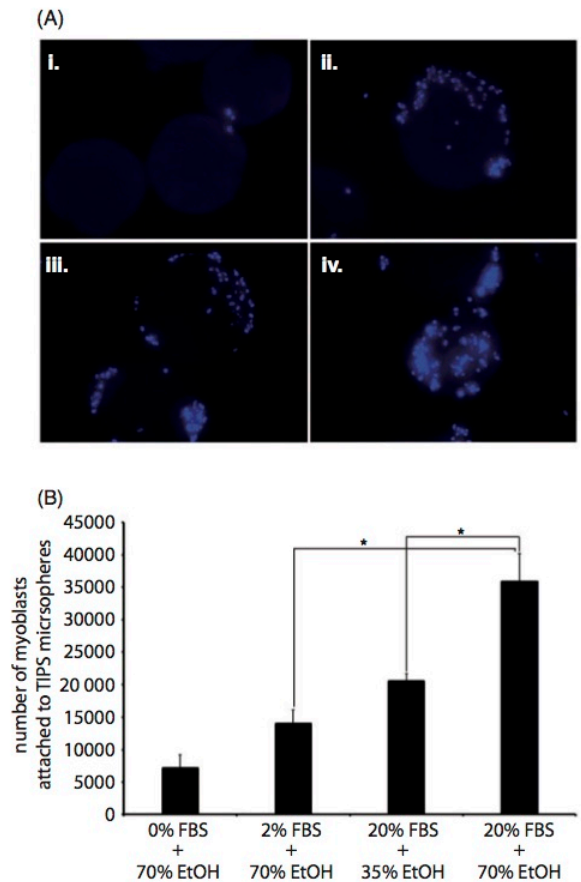 (A)
i.
ii.
iii.
iv.
(B)
number of myoblasts
attached to TIPS micrsopheres
45000
40000
35000
30000
25000
20 000
15000
10000
5000
0
*
*
0% FBS
+
70% EtOH
2% FBS
+
70% EtOH
20% FBS
+
35% EtOH
20% FBS
+
70% EtOH